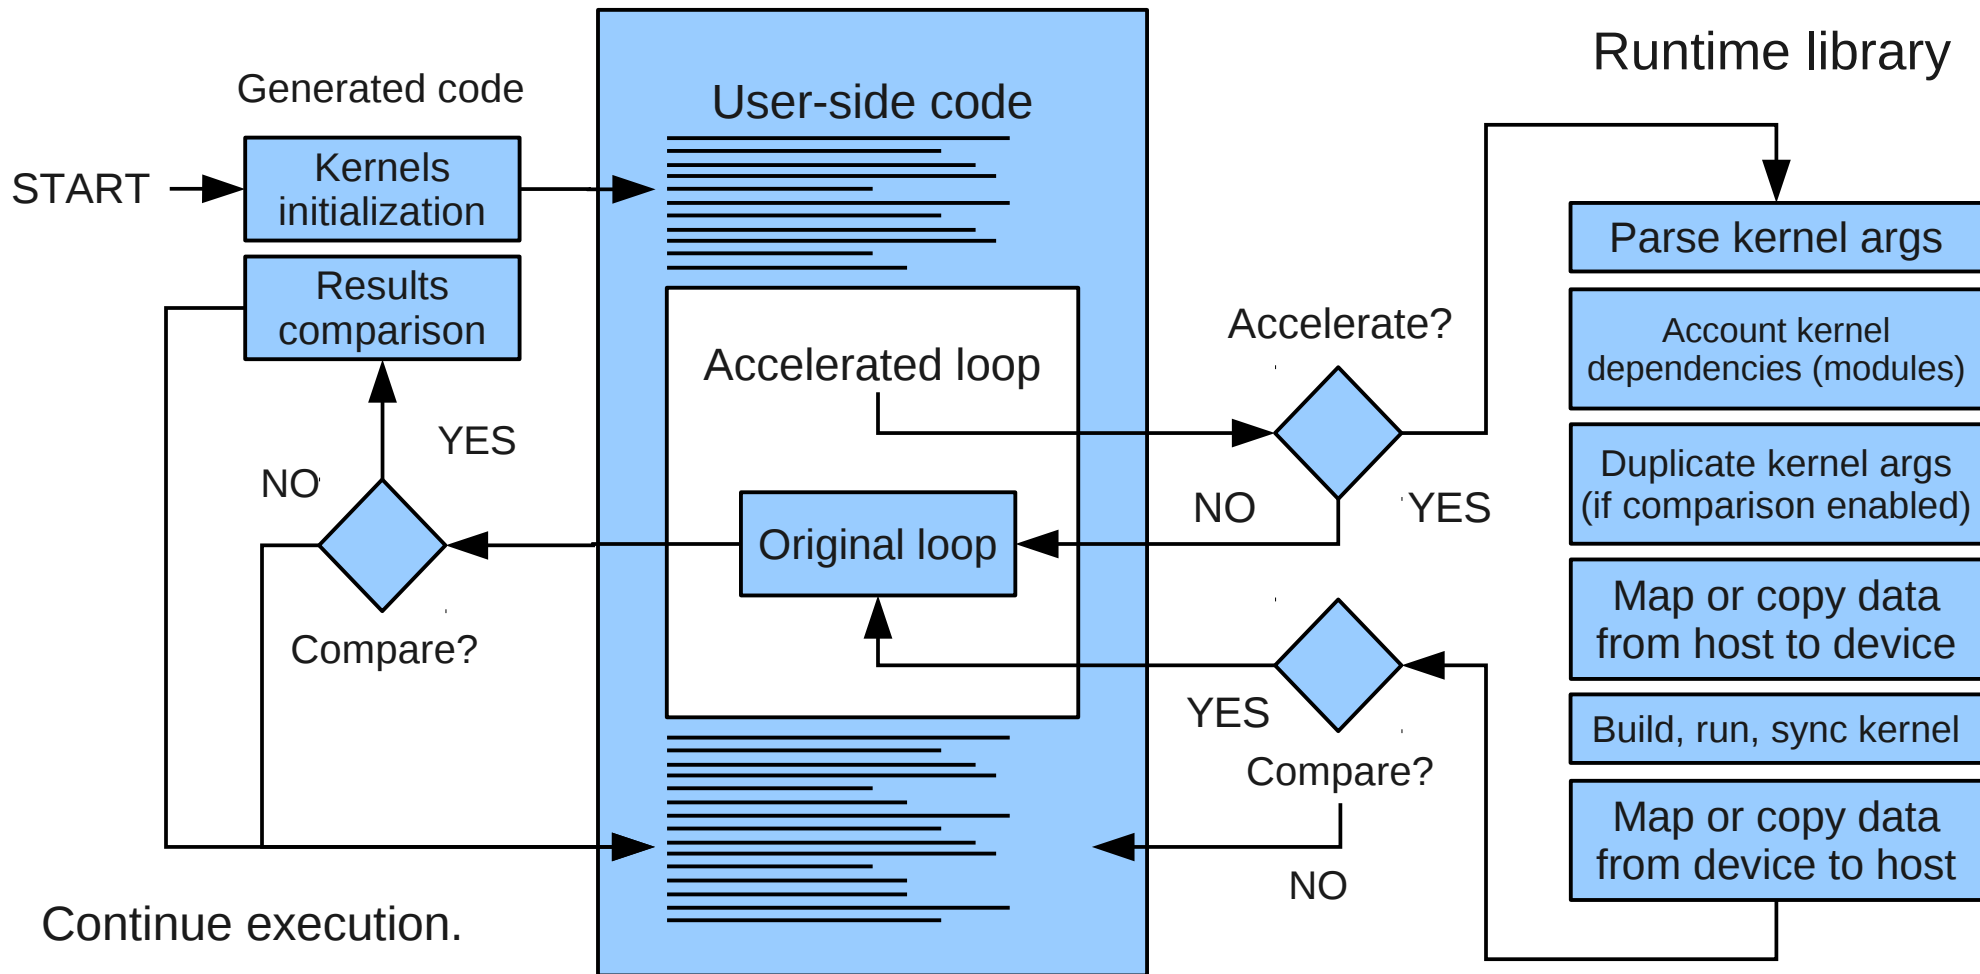 Generated code
START
Kernels
initialization
Results
comparison
YES
NO
Compare?
Continue execution.
User-side code
Accelerated loop
Original loop
Accelerate?
NO
YES
YES
Compare?
NO
Runtime library
Parse kernel args
Account kernel
dependencies (modules)
Duplicate kernel args
(if comparison enabled)
Map or copy data
from host to device
Build, run, sync kernel
Map or copy data
from device to host